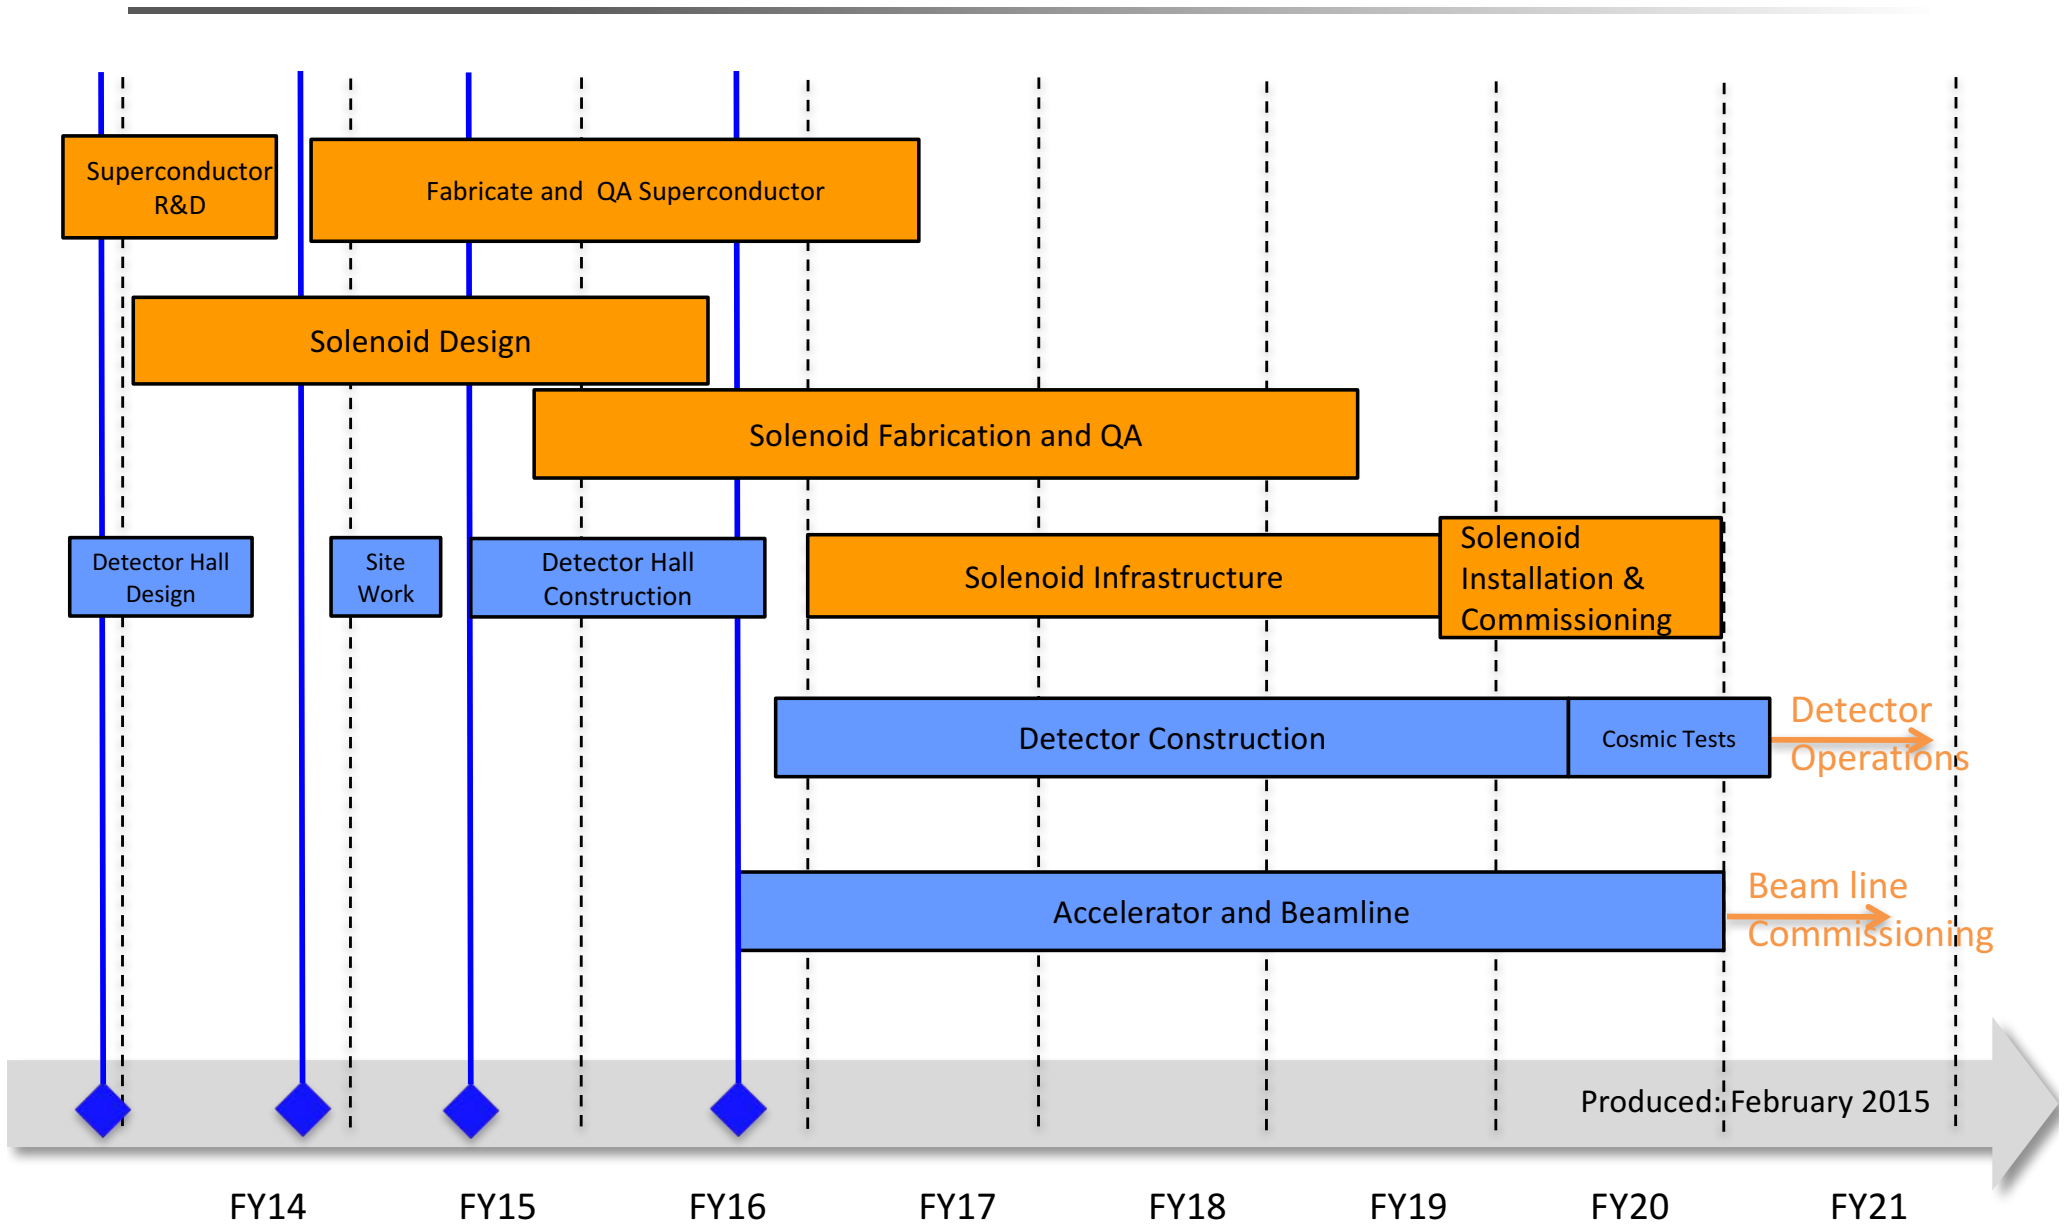 Superconductor
R&D
Fabricate and QA Superconductor
Solenoid Design
Solenoid Fabrication and QA
Detector Hall
Design
Site
Work
Detector Hall
Construction
Solenoid Infrastructure
Solenoid
Installation &
Commissioning
Detector Construction
Cosmic Tests
Detector
Operations
Accelerator and Beamline
Beam line
Commissioning
Produced: February 2015
FY14 FY15 FY16 FY17 FY18 FY19 FY20 FY21